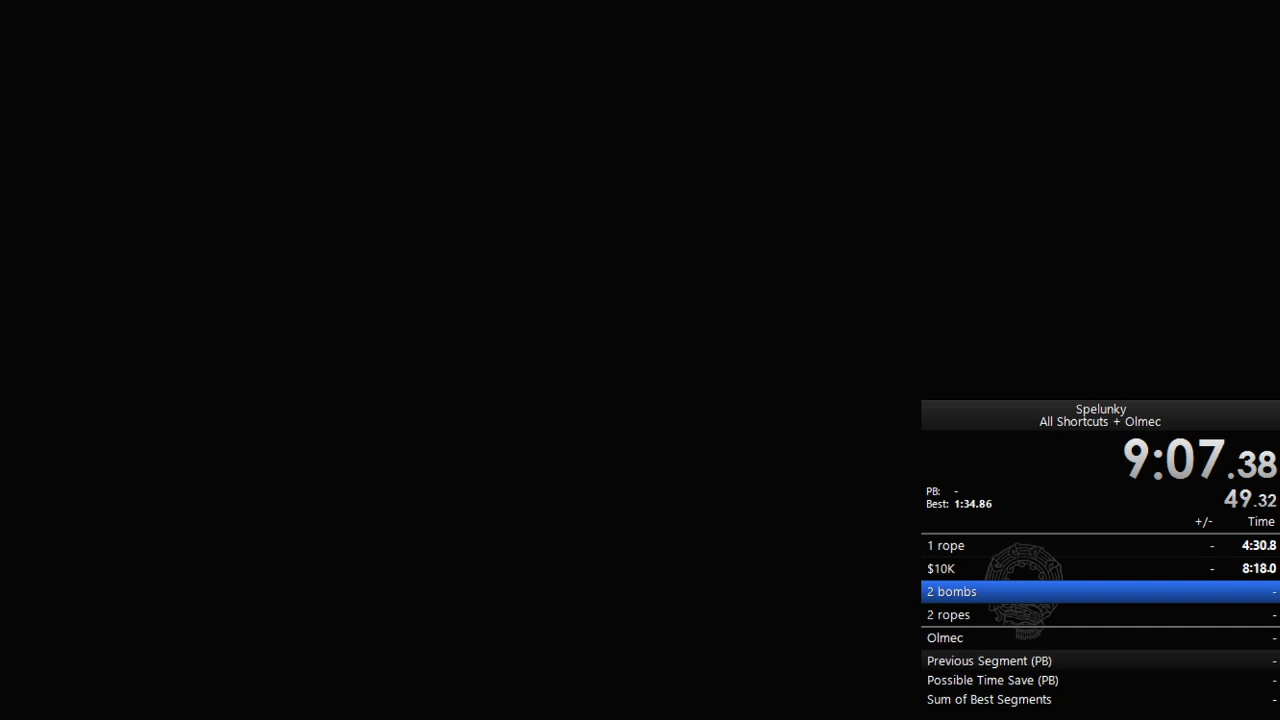 Spelunky
All Shortcuts + Olmec
9:07.38
PB: -
49.32
Best: 1:34.86
+/- Time
1 rope - 4:30.8
$10K - 8:18.0
2 bombs -
2 ropes -
Olmec -
Previous Segment (PB) -
Possible Time Save (PB) -
Sum of Best Segments -